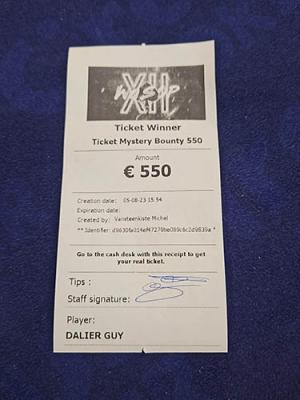 XII
WASOP
Ticket Winner
Ticket Mystery Bounty 550
Amount
€ 550
Creation date: 05-08-23 15:54
Expiration date:
Created by: Vansteenkiste Michel
Go to the cash desk with this receipt to get
your real ticket.
Tips :
Staff signature:
Player:
DALIER GUY